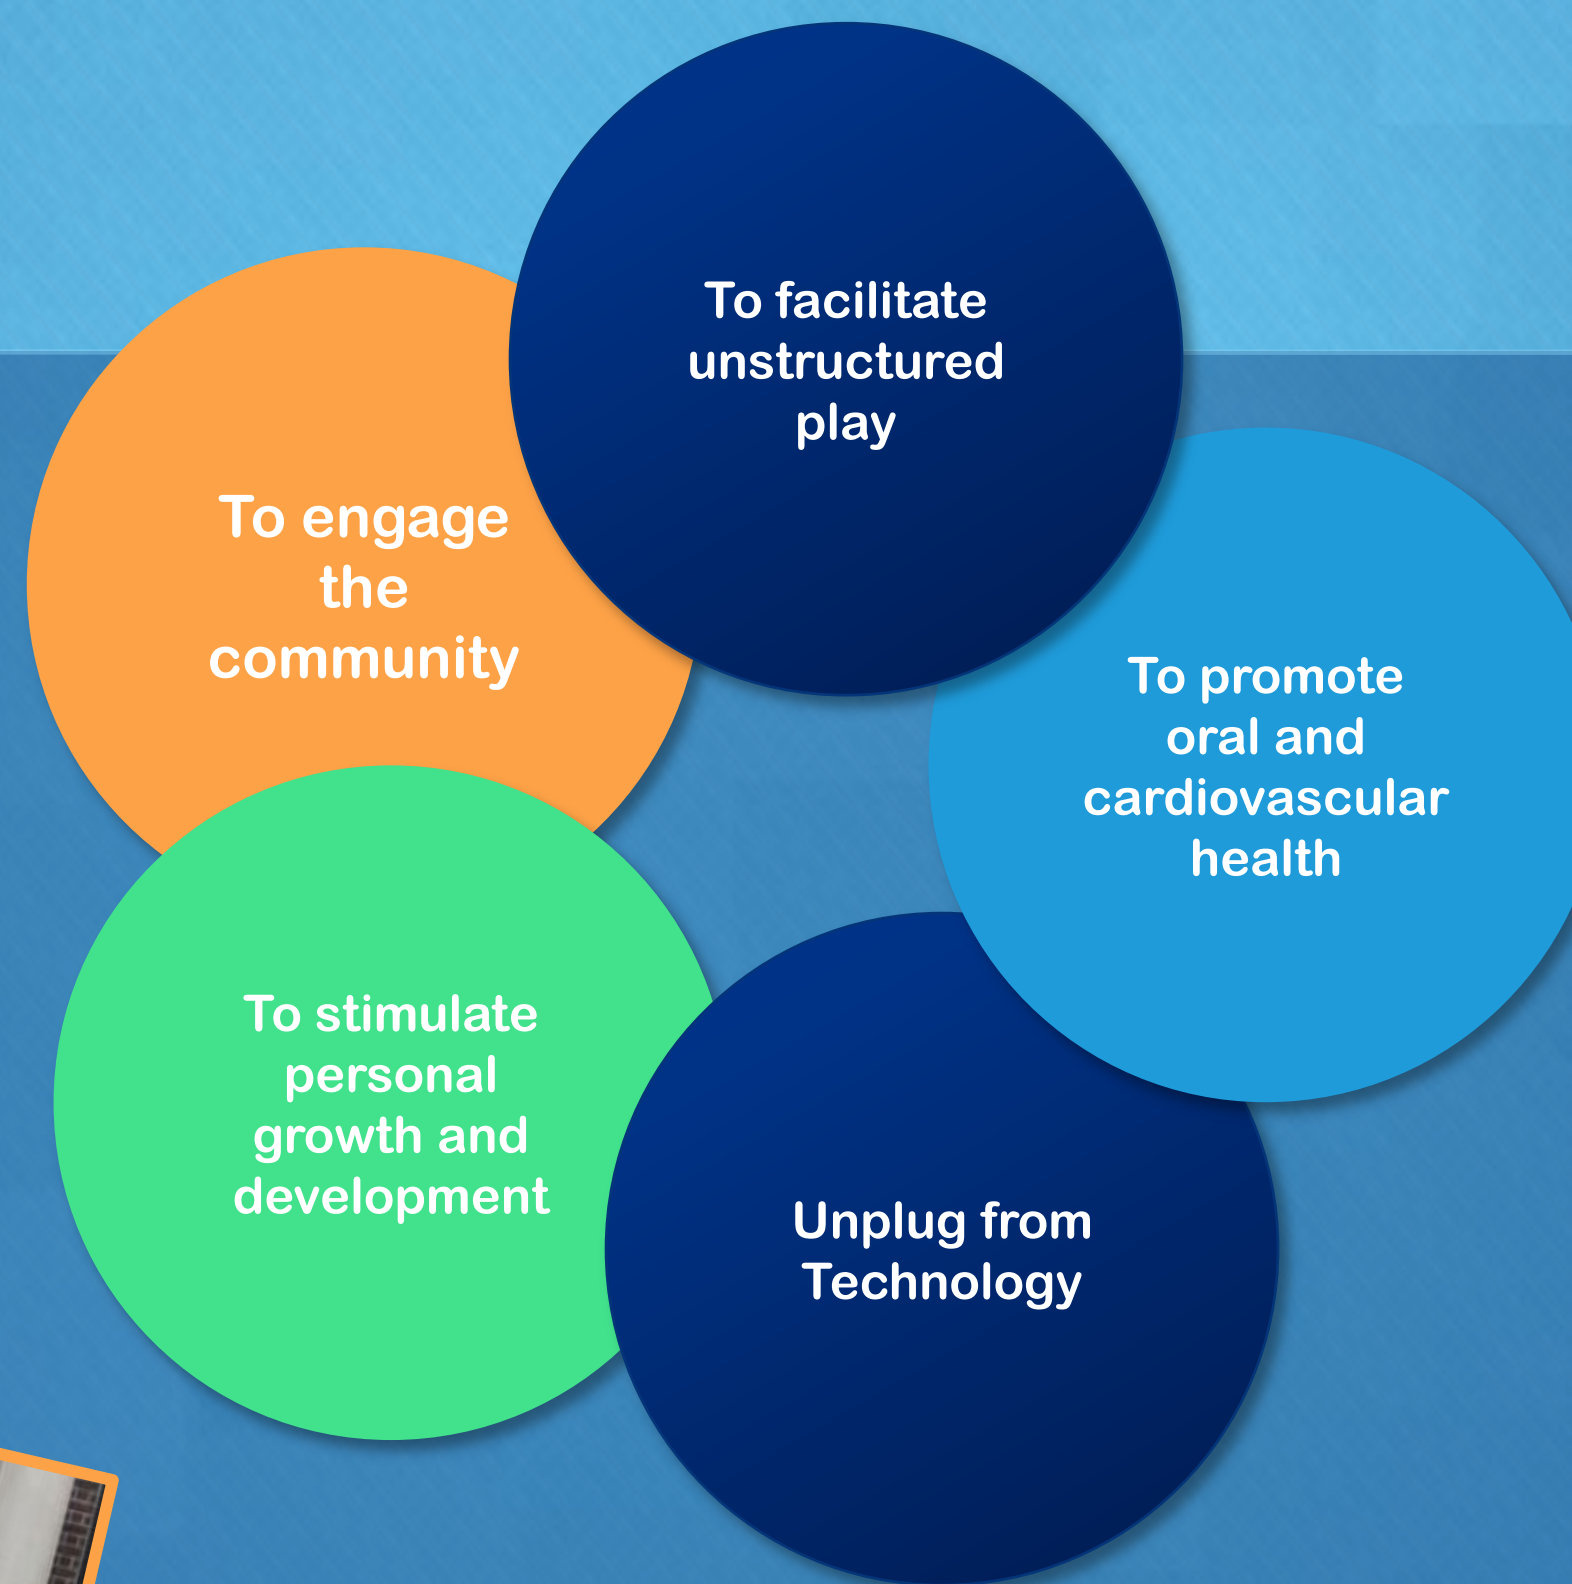 To facilitate
unstructured
play
To engage
the
community
To promote
oral and
cardiovascular
health
To stimulate
personal
growth and
development
Unplug from
Technology